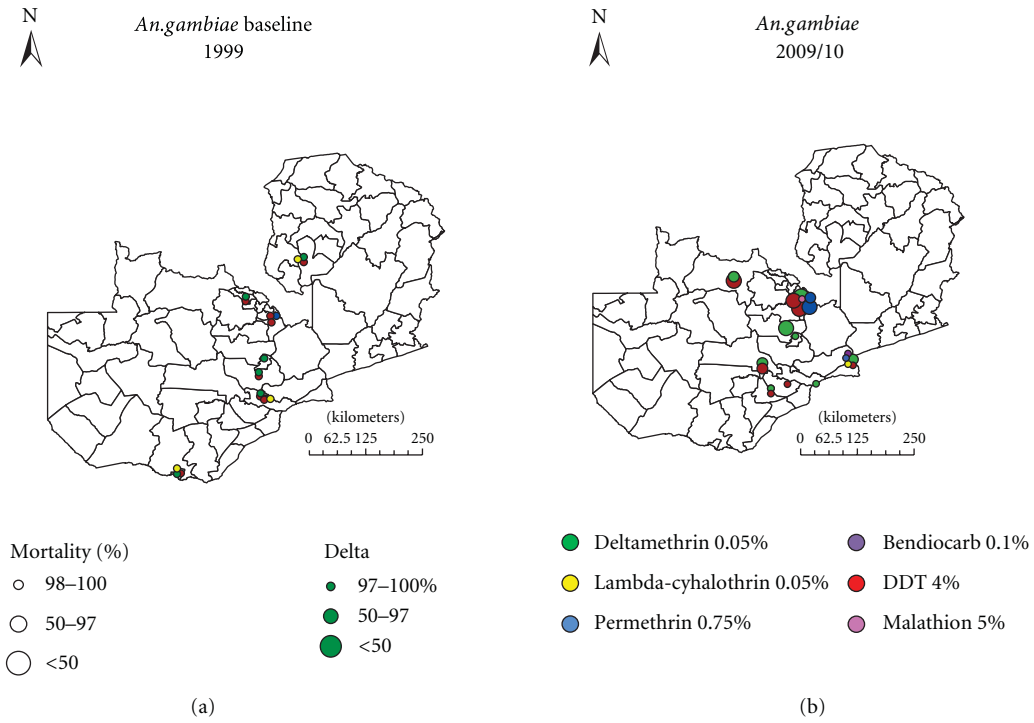 N
An.gambiae baseline
1999
N
An.gambiae
2009/10
(kilometers)
0 62.5 125 250
(kilometers)
0 62.5 125 250
Mortality (%)
98–100
50–97
<50
Delta
97–100%
50–97
<50
Deltamethrin 0.05%
Lambda-cyhalothrin 0.05%
Permethrin 0.75%
Bendiocarb 0.1%
DDT 4%
Malathion 5%
(a)
(b)